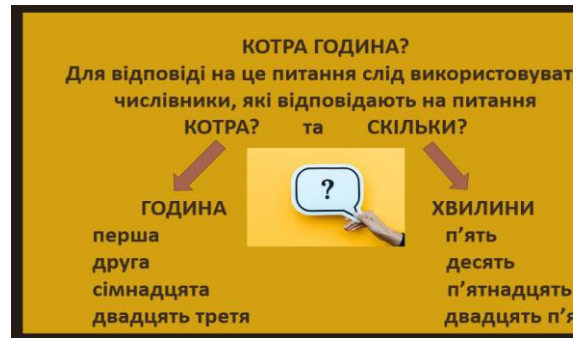 КОТРА ГОДИНА?
Для відповіді на це питання слід використовуват
числівники, які відповідають на питання
КОТРА? та СКІЛЬКИ?
?
ГОДИНА
перша
друга
сімнадцята
двадцять третя
ХВИЛИНИ
п’ять
десять
п’ятнадцять
двадцять п’я